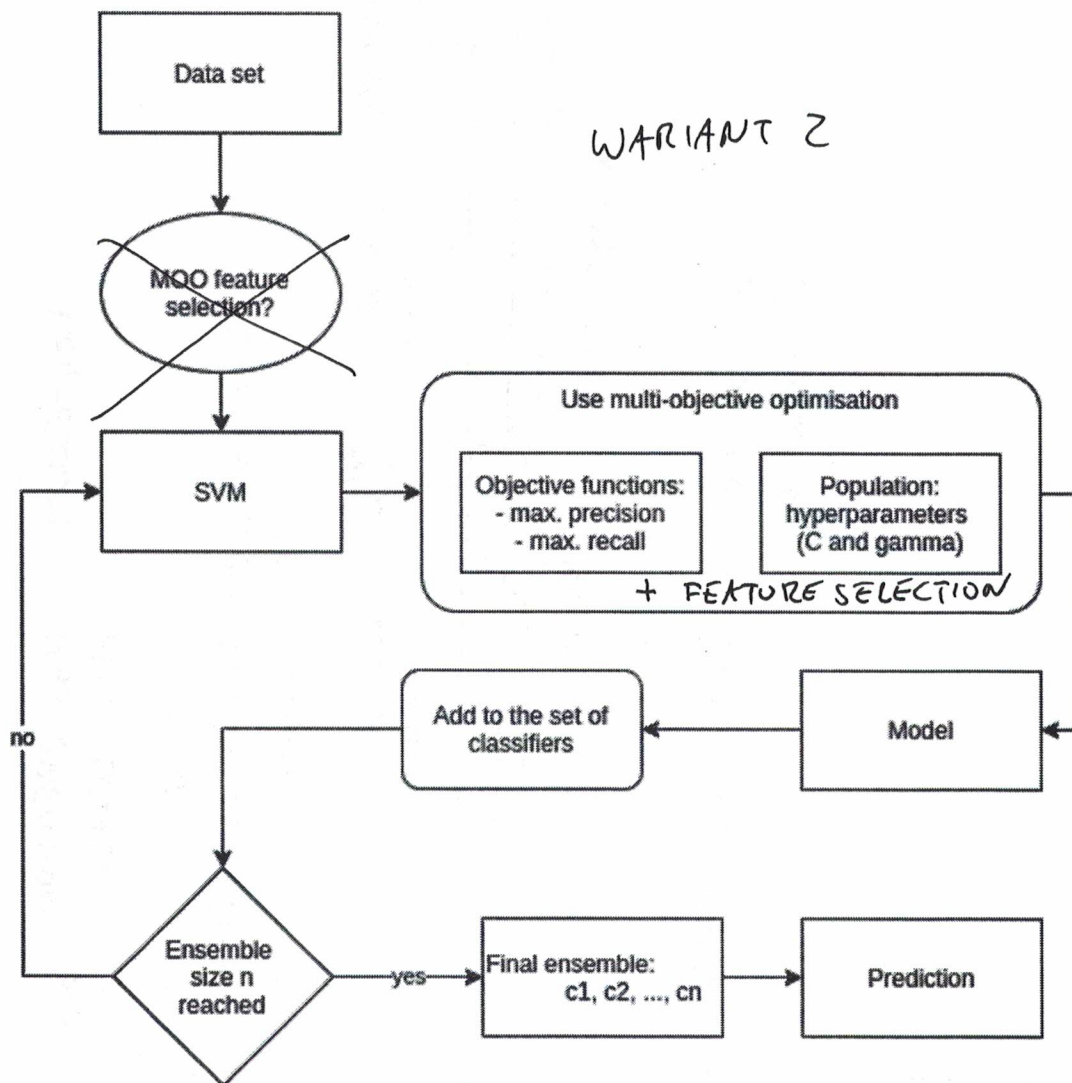 Data set
WARIANT 2
MOO feature
selection?
Use multi-objective optimisation
SVM
Objective functions:
- max. precision
- max. recall
Population:
hyperparameters
(C and gamma)
+ FEATURE SELECTION
Add to the set of
classifiers
Model
no
Ensemble
size n
reached
yes
Final ensemble:
c1, c2, ..., cn
Prediction